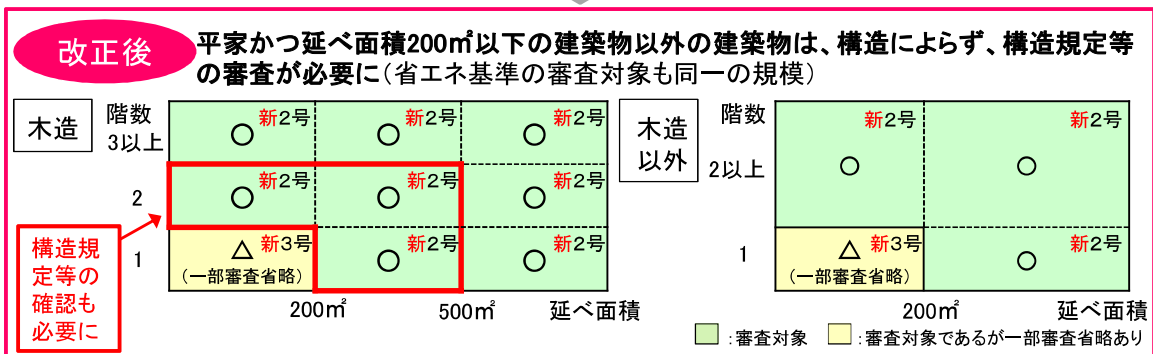 改正後
平家かつ延べ面積200㎡以下の建築物以外の建築物は、構造によらず、構造規定等
の審査が必要に(省エネ基準の審査対象も同一の規模)
木造
階数
3以上
2
1
○ 新2号
○ 新2号
○ 新2号
○ 新2号
○ 新2号
○ 新2号
△ 新3号
(一部審査省略)
○ 新2号
○ 新2号
200㎡
500㎡
延べ面積
構造規
定等の
確認も
必要に
木造
以外
階数
2以上
1
新2号
○
新2号
○
△ 新3号
(一部審査省略)
新2号
○
200㎡
延べ面積
:審査対象
:審査対象であるが一部審査省略あり